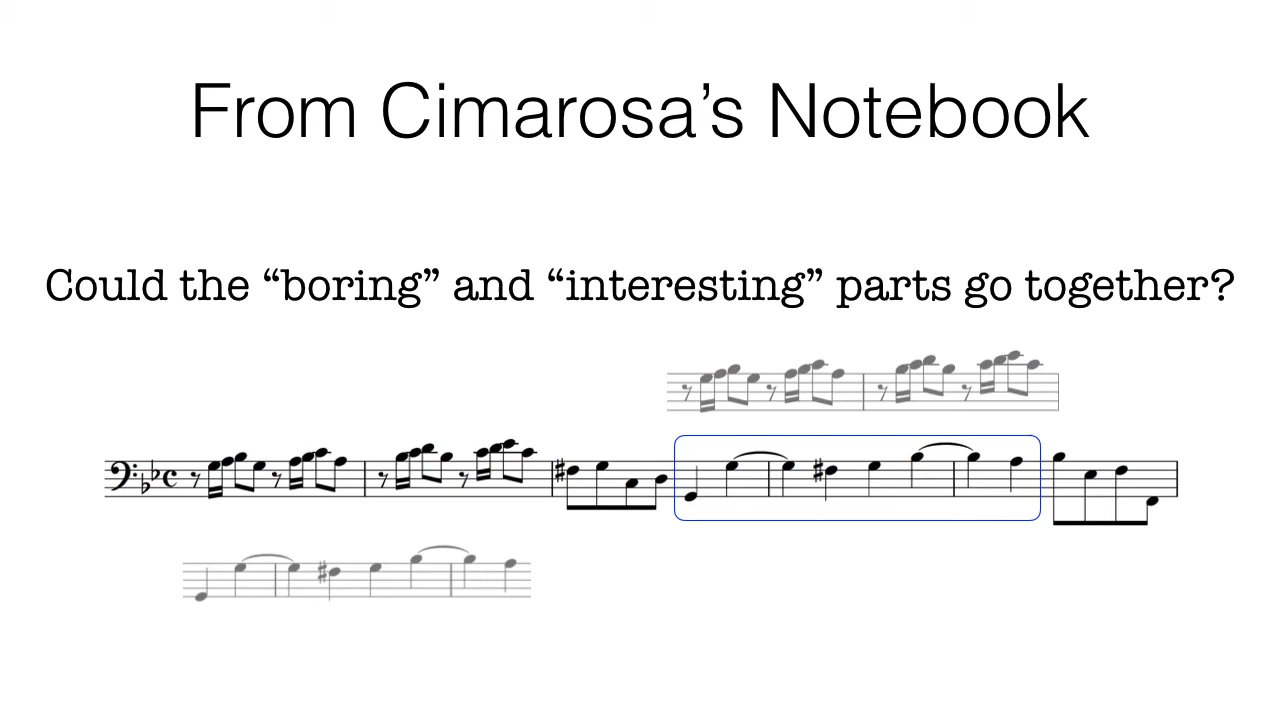 From Cimarosa’s Notebook
Could the “boring” and “interesting” parts go together?